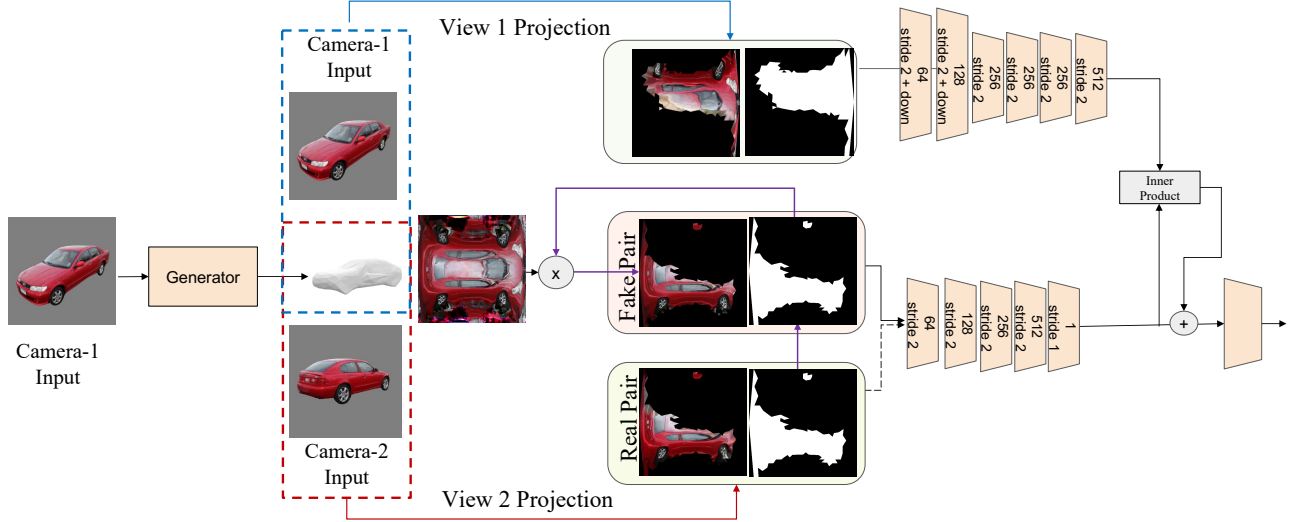 View 1 Projection
Camera-1
Input
64
stride 2 + down
128
stride 2 + down
256
stride 2
256
stride 2
256
stride 2
512
stride 2
Inner
Product
Camera-1
Input
Generator
x
Fake Pair
64
stride 2
128
stride 2
256
stride 2
512
stride 2
1
stride 1
+
Camera-2
Input
Real Pair
View 2 Projection